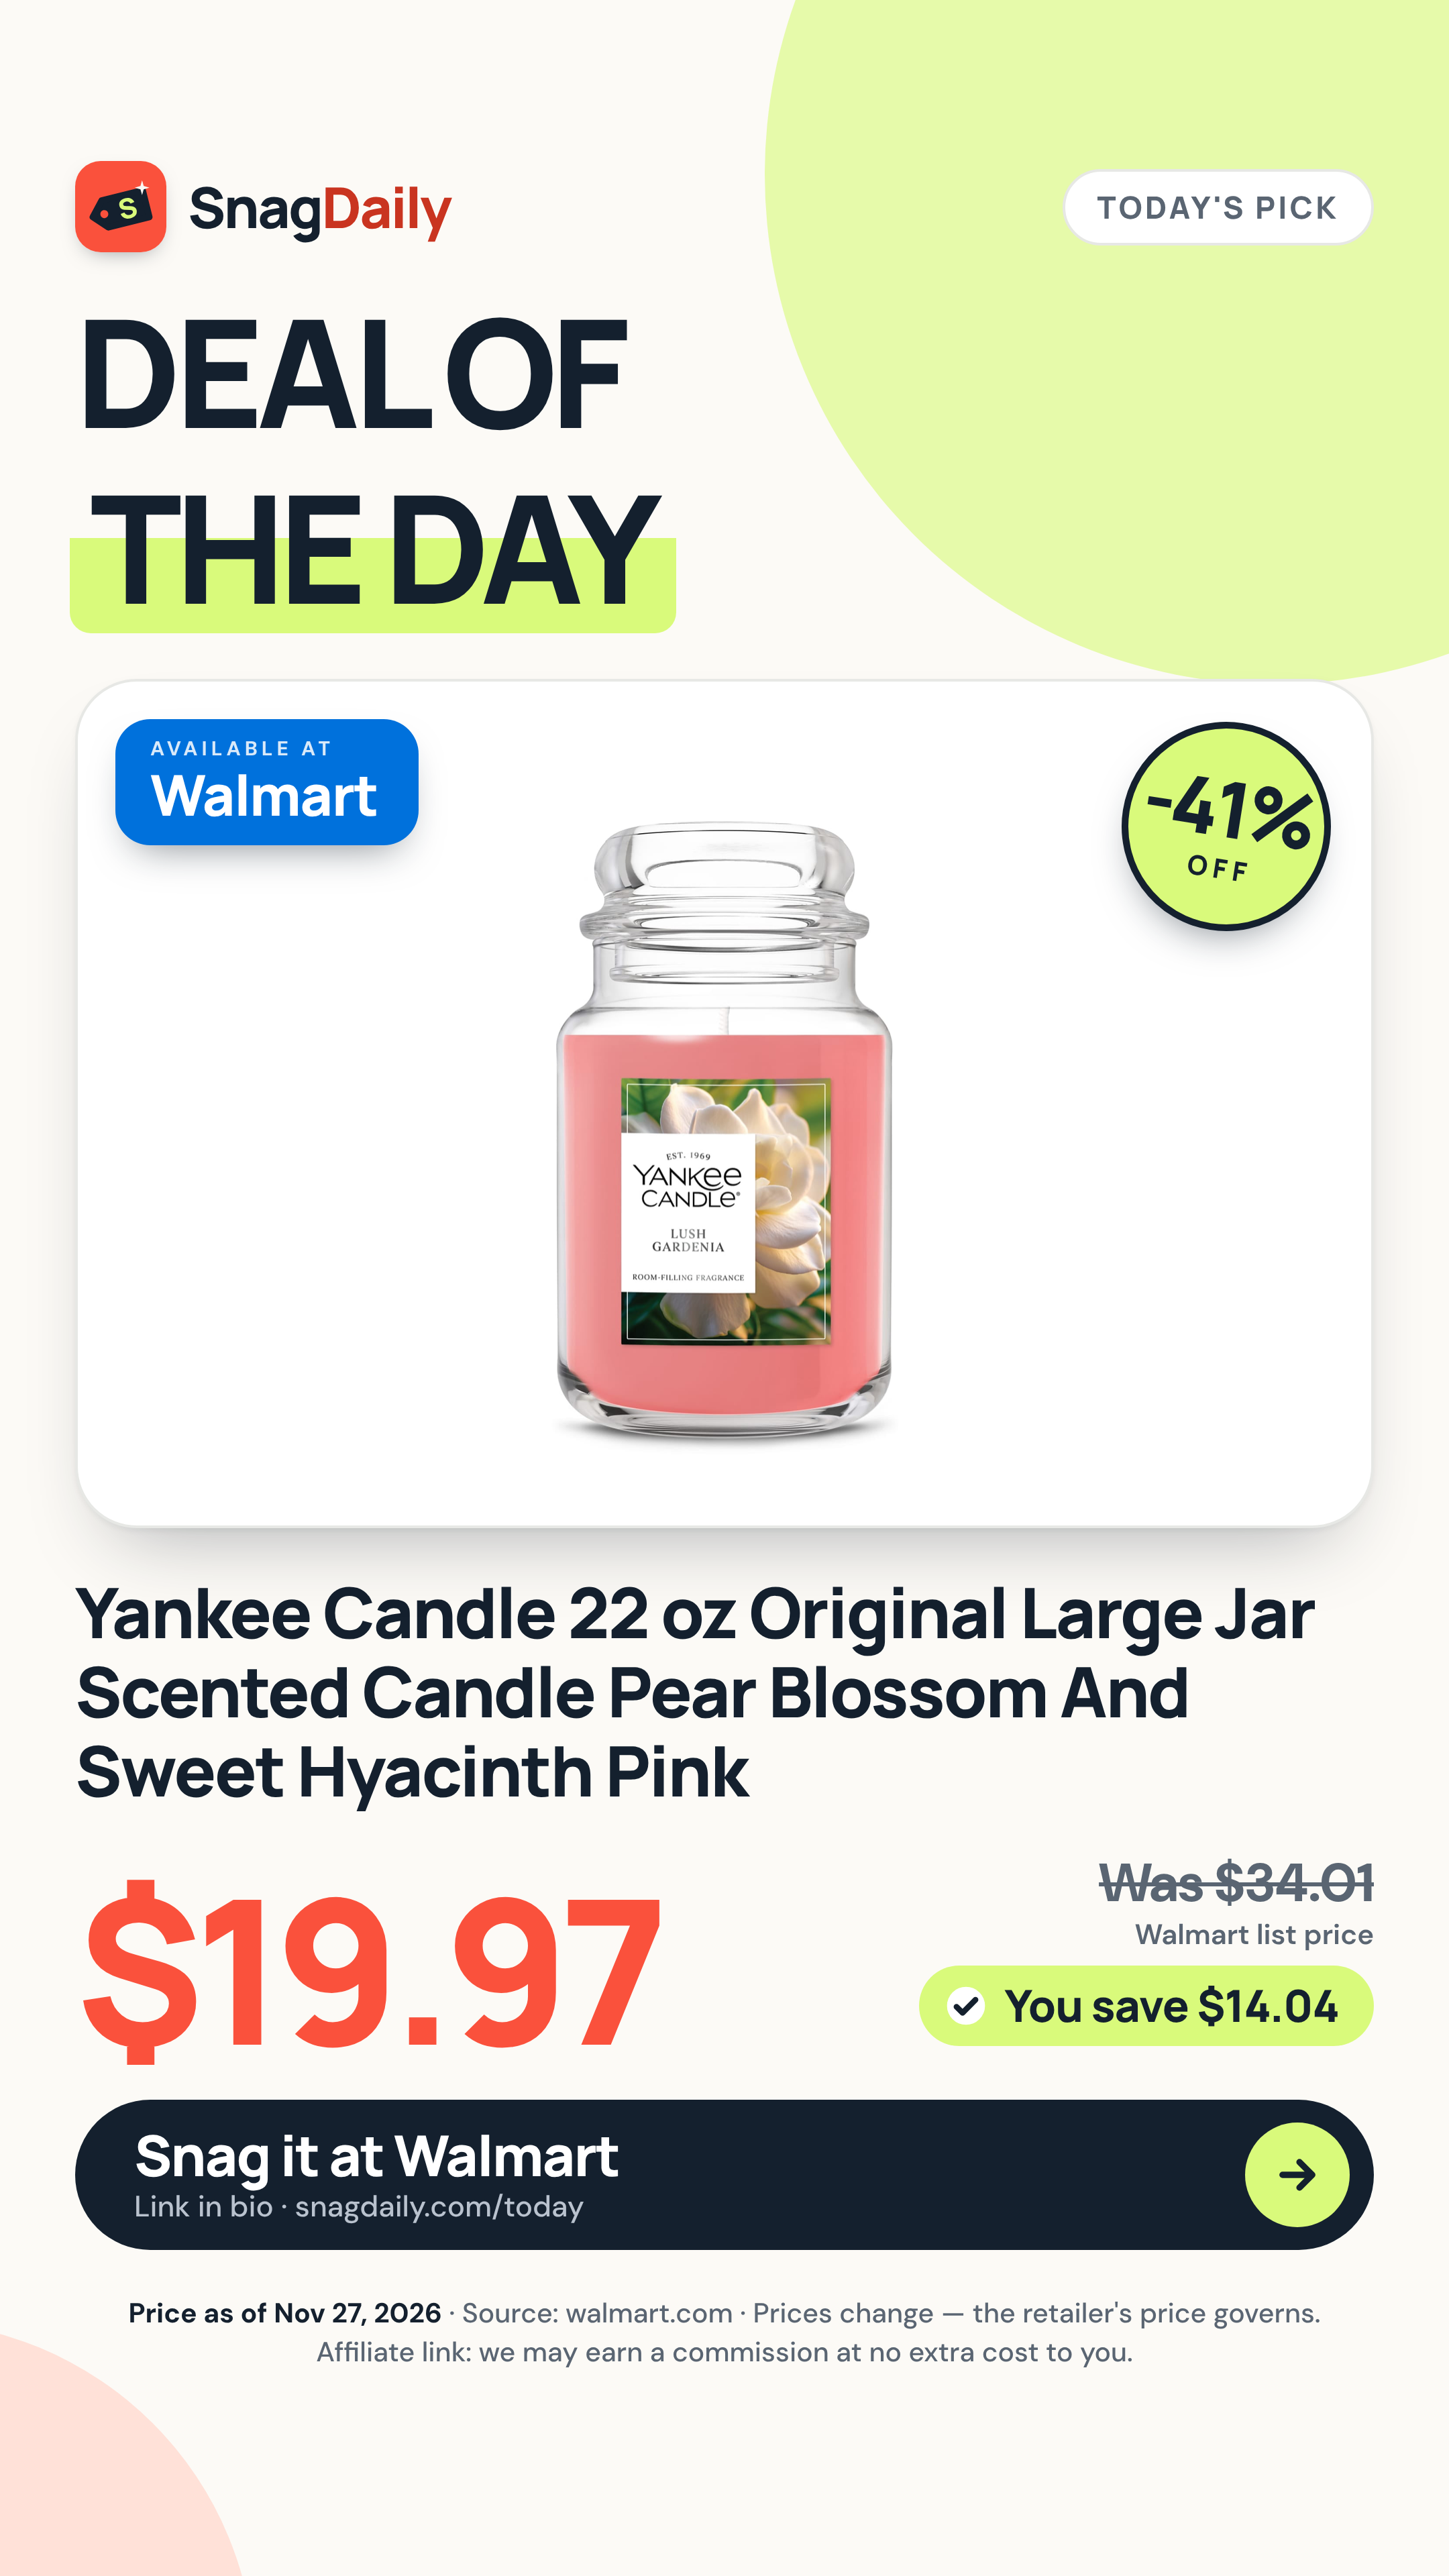 S
SnagDaily
TODAY'S PICK
DEAL OF
THE DAY
AVAILABLE AT
Walmart
-41%
OFF
EST. 1969
YANKEE
CANDLE®
LUSH
GARDENIA
ROOM-FILLING FRAGRANCE
Yankee Candle 22 oz Original Large Jar
Scented Candle Pear Blossom And
Sweet Hyacinth Pink
$19.97
Was $34.01
Walmart list price
You save $14.04
Snag it at Walmart
Link in bio · snagdaily.com/today
Price as of Nov 27, 2026 · Source: walmart.com · Prices change — the retailer's price governs.
Affiliate link: we may earn a commission at no extra cost to you.